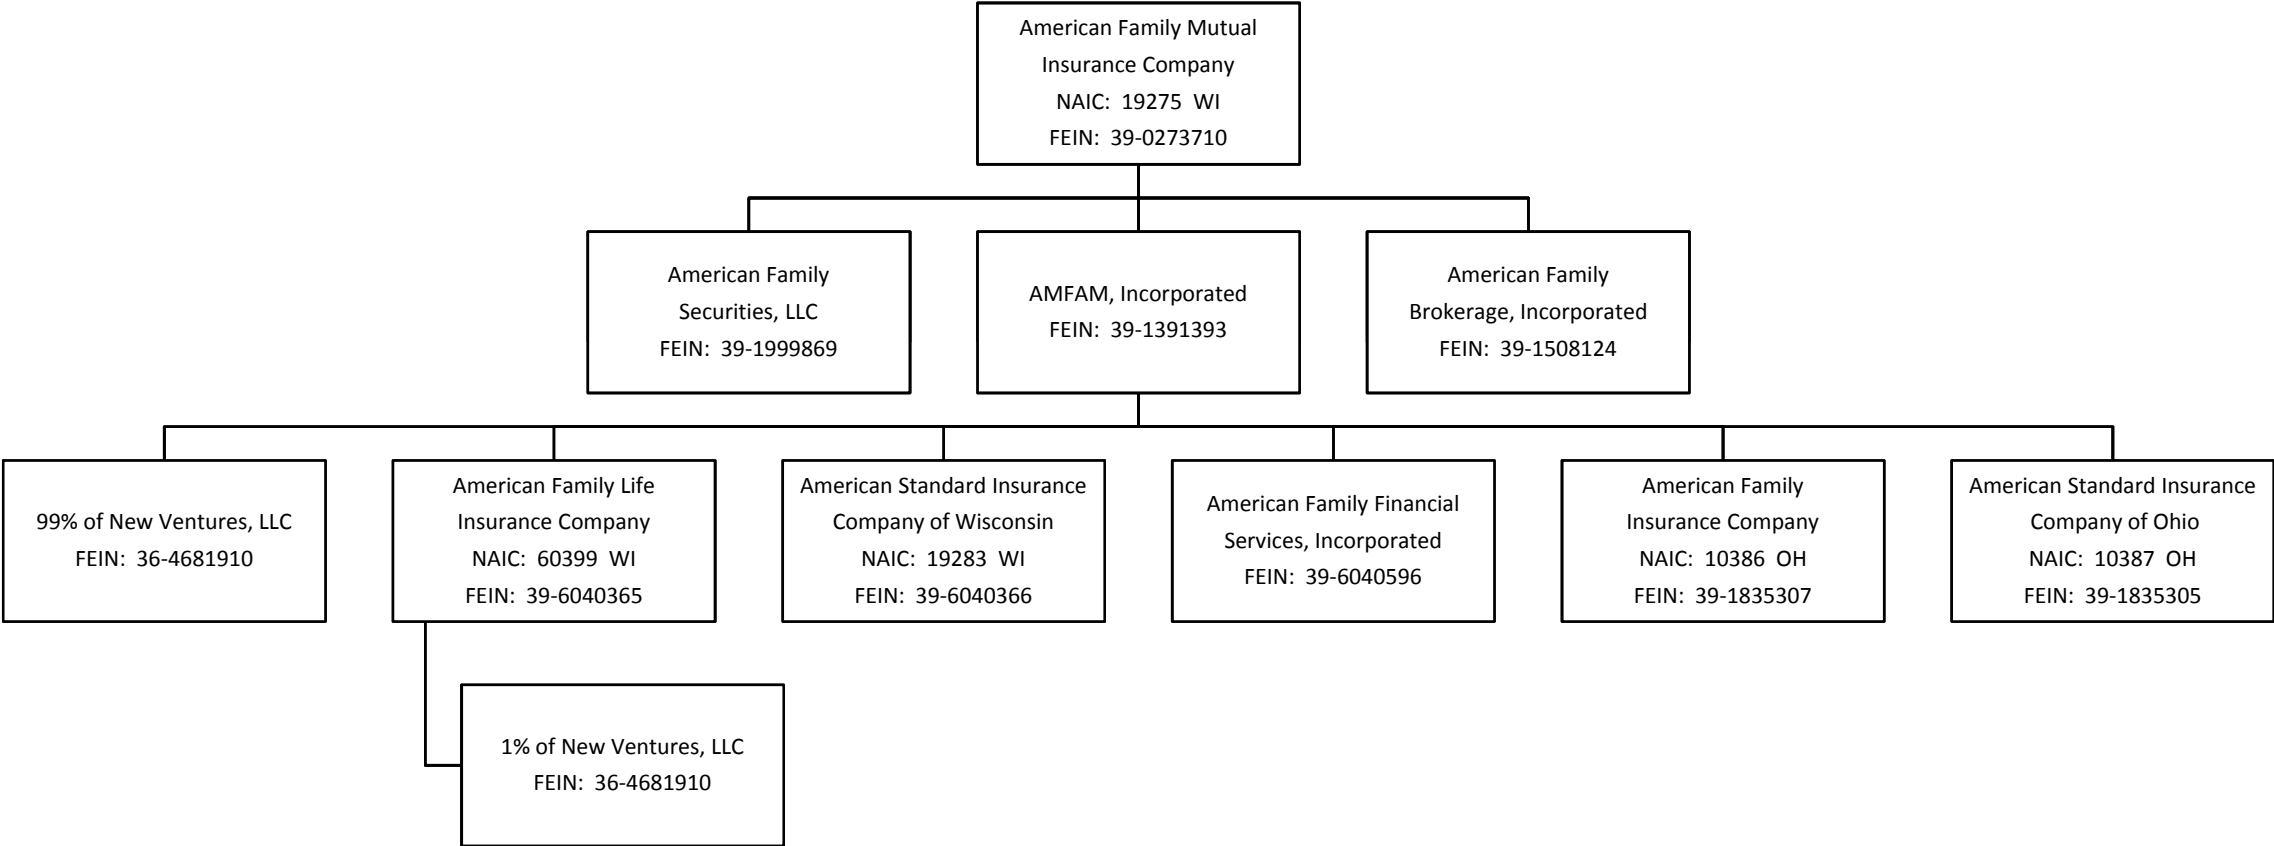 American Family Mutual
Insurance Company
NAIC:  19275  WI
FEIN:  39-0273710
American Family
Securities, LLC
FEIN:  39-1999869
AMFAM, Incorporated
FEIN:  39-1391393
American Family
Brokerage, Incorporated
FEIN:  39-1508124
99% of New Ventures, LLC
FEIN:  36-4681910
American Family Life
Insurance Company
NAIC:  60399  WI
FEIN:  39-6040365
American Standard Insurance
Company of Wisconsin
NAIC:  19283  WI
FEIN:  39-6040366
American Family Financial
Services, Incorporated
FEIN:  39-6040596
American Family
Insurance Company
NAIC:  10386  OH
FEIN:  39-1835307
American Standard Insurance
Company of Ohio
NAIC:  10387  OH
FEIN:  39-1835305
1% of New Ventures, LLC
FEIN:  36-4681910